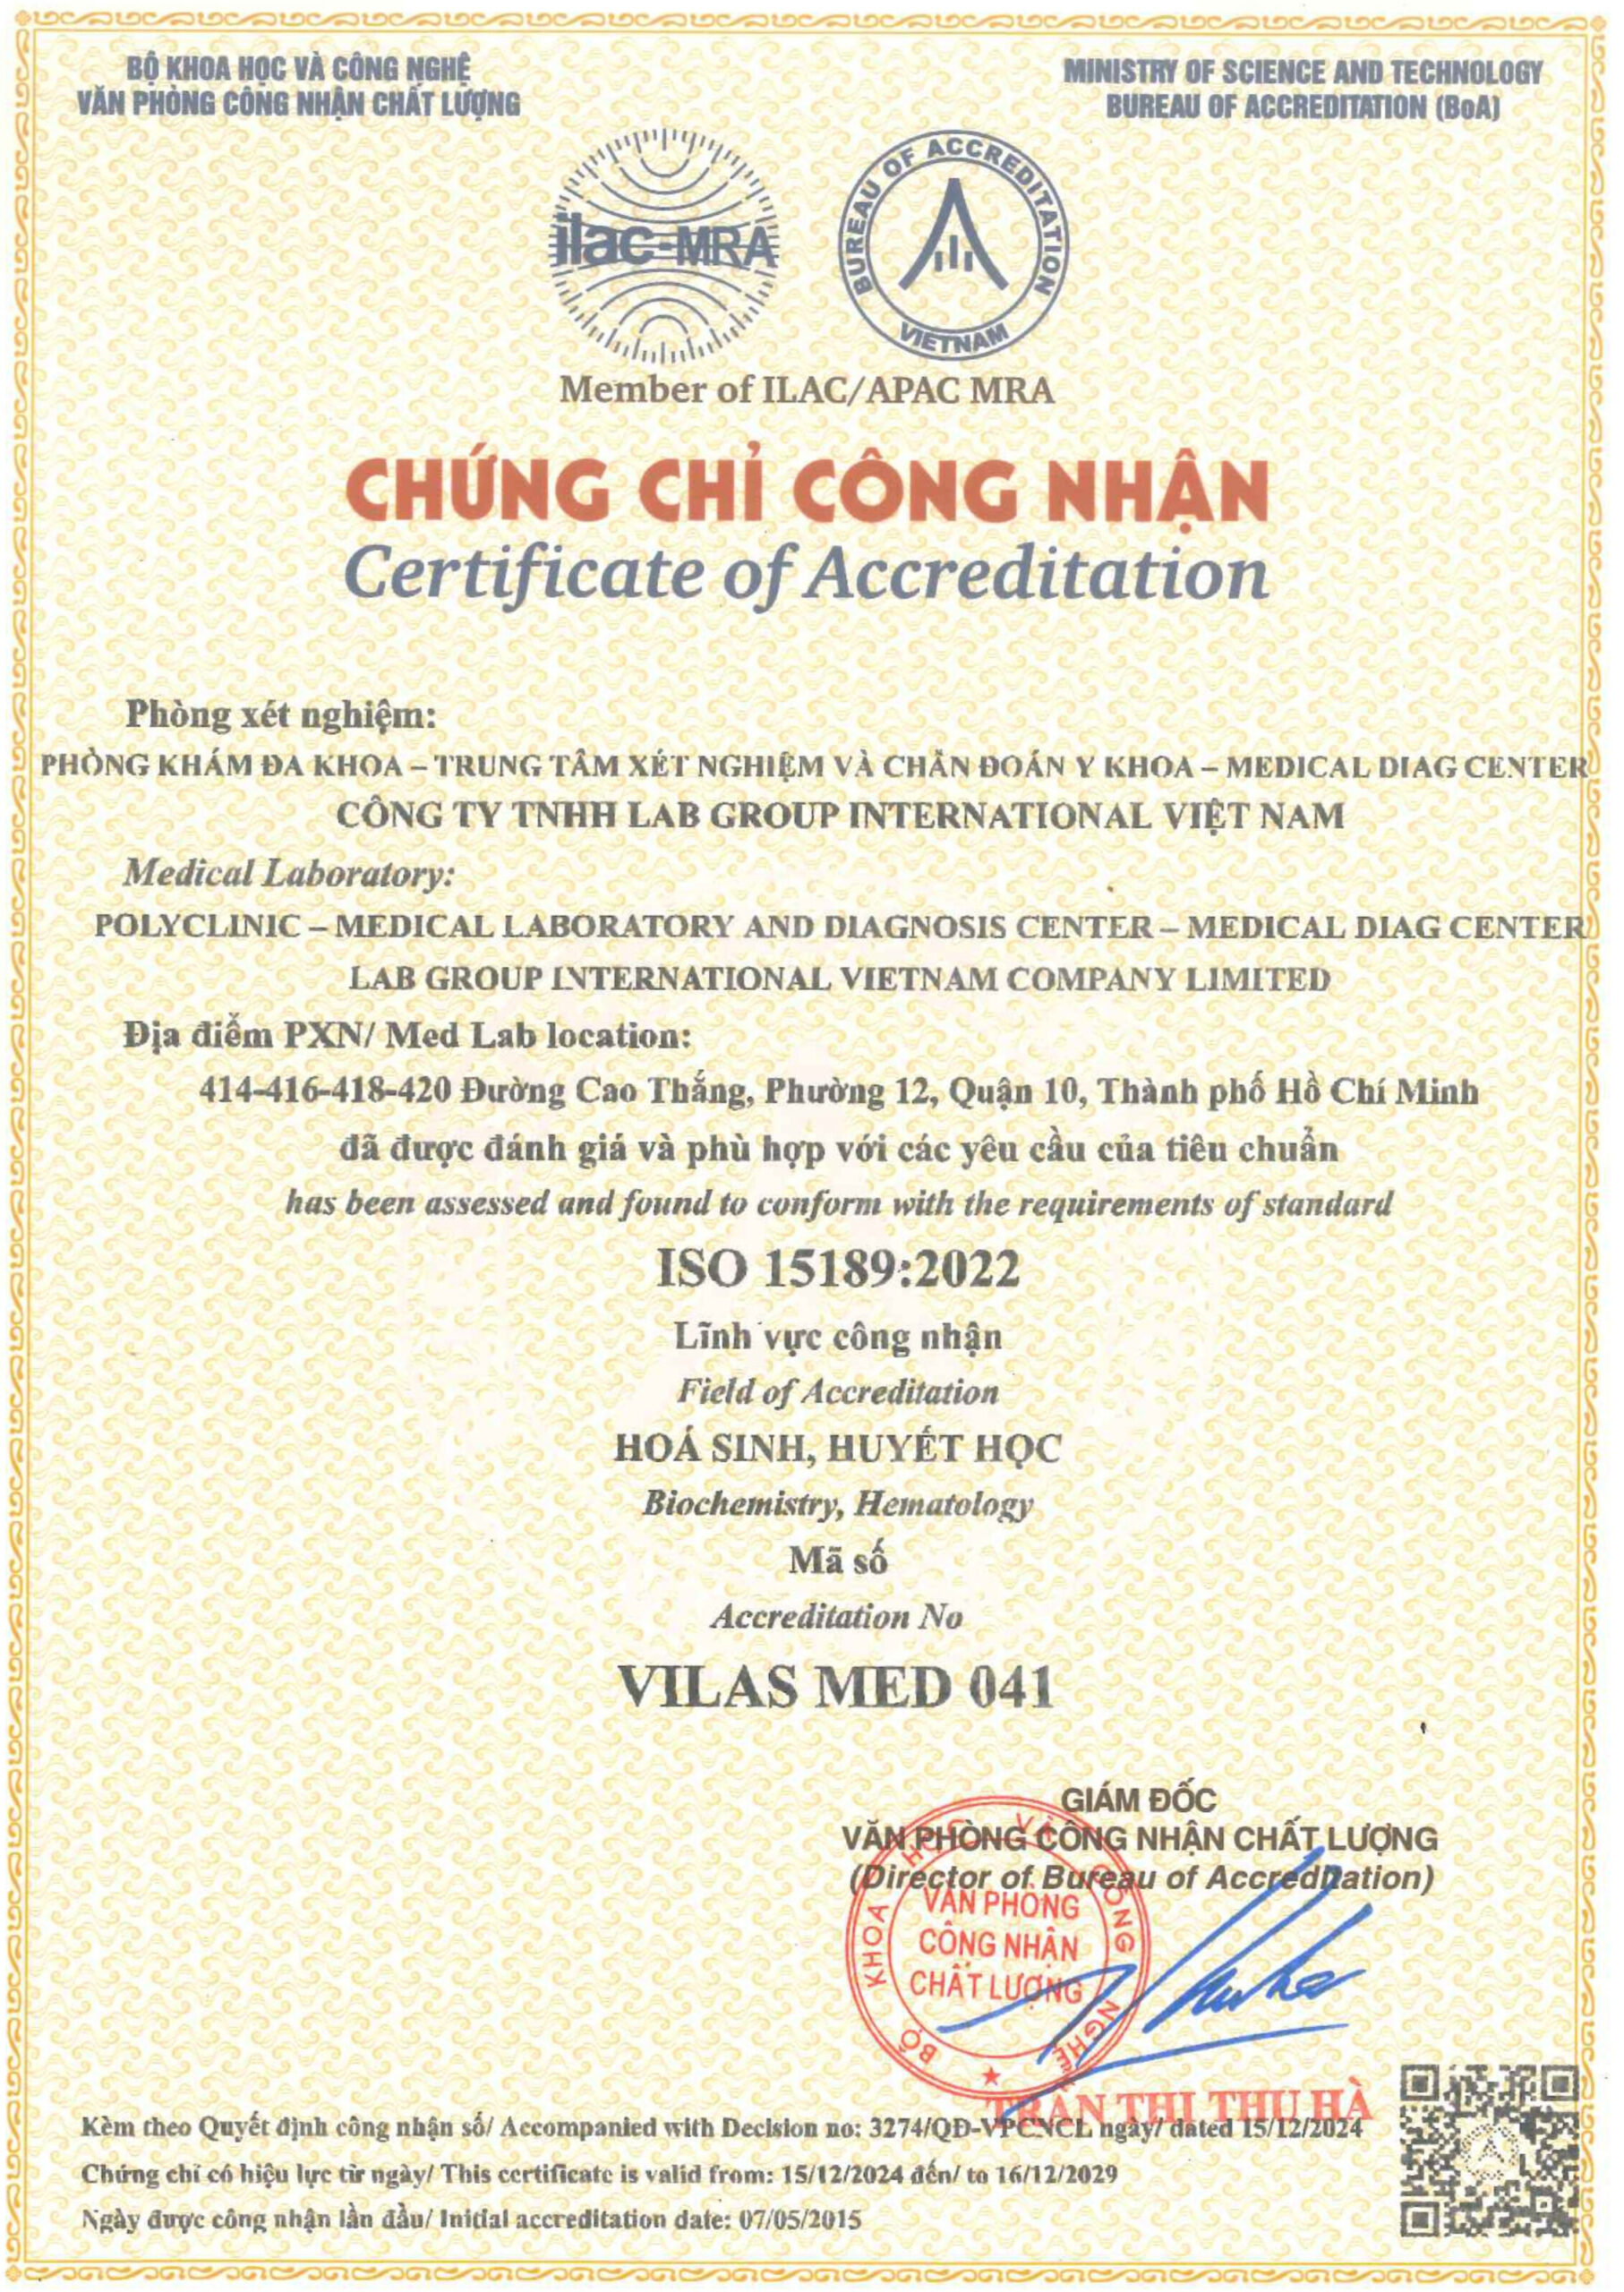 BỘ KHOA HỌC VÀ CÔNG NGHỆ
VĂN PHÒNG CÔNG NHẬN CHẤT LƯỢNG
MINISTRY OF SCIENCE AND TECHNOLOGY
BUREAU OF ACCREDITATION (BoA)
ilac-MRA
BUREAU OF ACCREDITATION
VIETNAM
Member of ILAC/APAC MRA
CHỨNG CHỈ CÔNG NHẬN
Certificate of Accreditation
Phòng xét nghiệm:
PHÒNG KHÁM ĐA KHOA – TRUNG TÂM XÉT NGHIỆM VÀ CHẨN ĐOÁN Y KHOA – MEDICAL DIAG CENTER
CÔNG TY TNHH LAB GROUP INTERNATIONAL VIỆT NAM
Medical Laboratory:
POLYCLINIC – MEDICAL LABORATORY AND DIAGNOSIS CENTER – MEDICAL DIAG CENTER
LAB GROUP INTERNATIONAL VIETNAM COMPANY LIMITED
Địa điểm PXN/ Med Lab location:
414-416-418-420 Đường Cao Thắng, Phường 12, Quận 10, Thành phố Hồ Chí Minh
đã được đánh giá và phù hợp với các yêu cầu của tiêu chuẩn
has been assessed and found to conform with the requirements of standard
ISO 15189:2022
Lĩnh vực công nhận
Field of Accreditation
HOÁ SINH, HUYẾT HỌC
Biochemistry, Hematology
Mã số
Accreditation No
VILAS MED 041
GIÁM ĐỐC
VĂN PHÒNG CÔNG NHẬN CHẤT LƯỢNG
(Director of Bureau of Accreditation)
BỘ KHOA HỌC VÀ CÔNG NGHỆ
VĂN PHÒNG
CÔNG NHẬN
CHẤT LƯỢNG
TRẦN THỊ THU HÀ
Kèm theo Quyết định công nhận số/ Accompanied with Decision no: 3274/QĐ-VPCNCL ngày/ dated 15/12/2024
Chứng chỉ có hiệu lực từ ngày/ This certificate is valid from: 15/12/2024 đến/ to 16/12/2029
Ngày được công nhận lần đầu/ Initial accreditation date: 07/05/2015